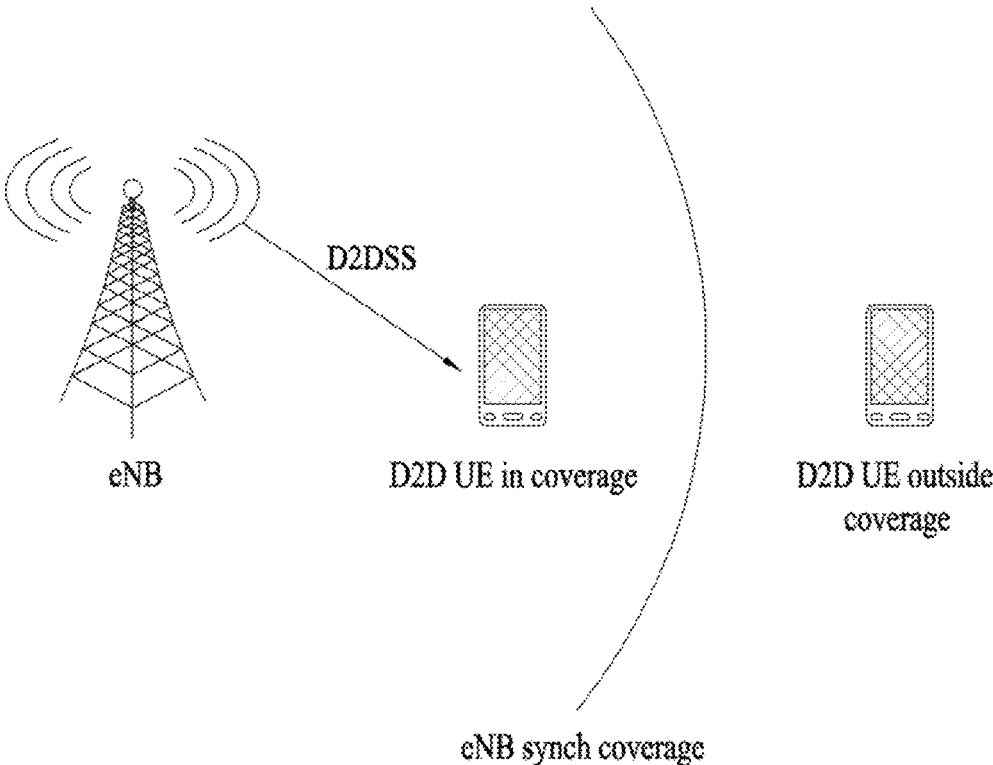 D2DSS
eNB
D2D UE in coverage
D2D UE outside
coverage
eNB synch coverage